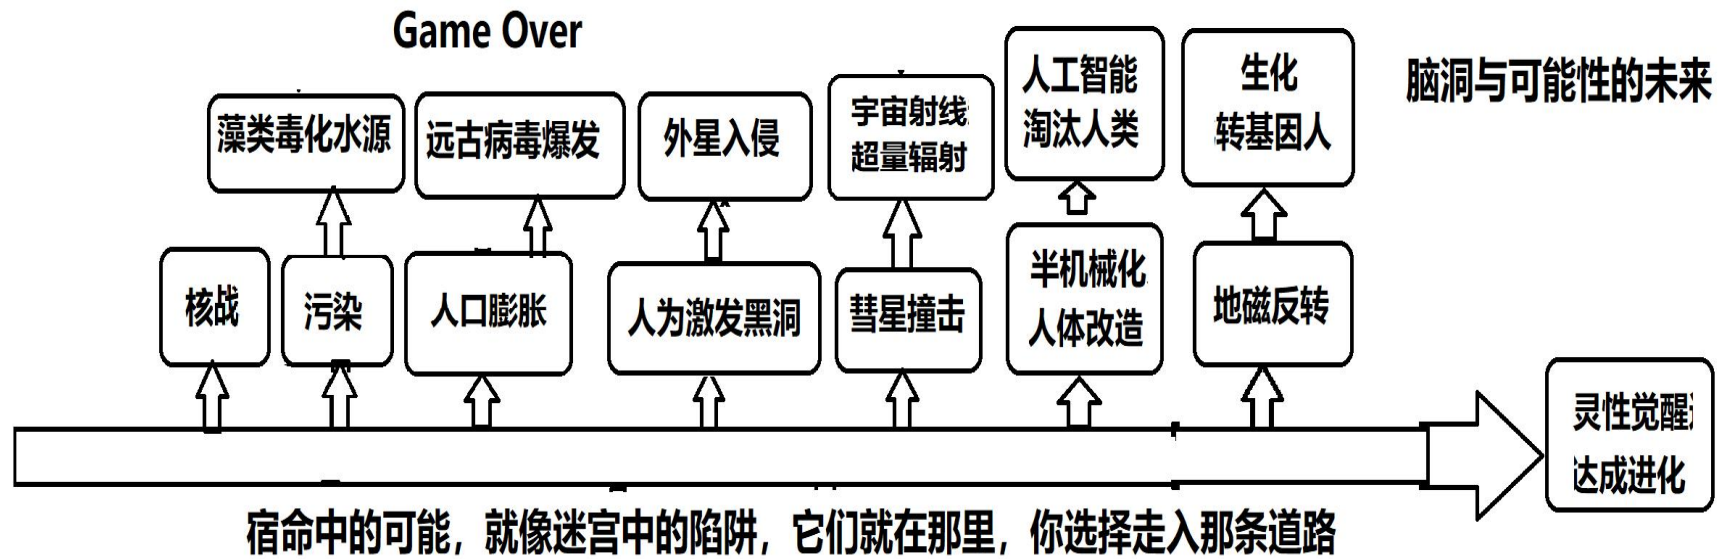 Game Over
脑洞与可能性的未来
藻类毒化水源
远古病毒爆发
外星入侵
宇宙射线
超量辐射
人工智能
淘汰人类
生化
转基因人
核战
污染
人口膨胀
人为激发黑洞
彗星撞击
半机械化
人体改造
地磁反转
灵性觉醒
达成进化
宿命中的可能，就像迷宫中的陷阱，它们就在那里，你选择走入那条道路